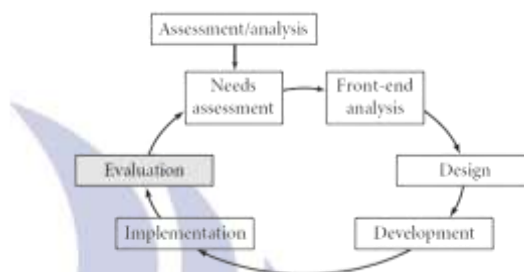 Assessment/analysis
Needs
assessment
Front-end
analysis
Evaluation
Design
Implementation
Development